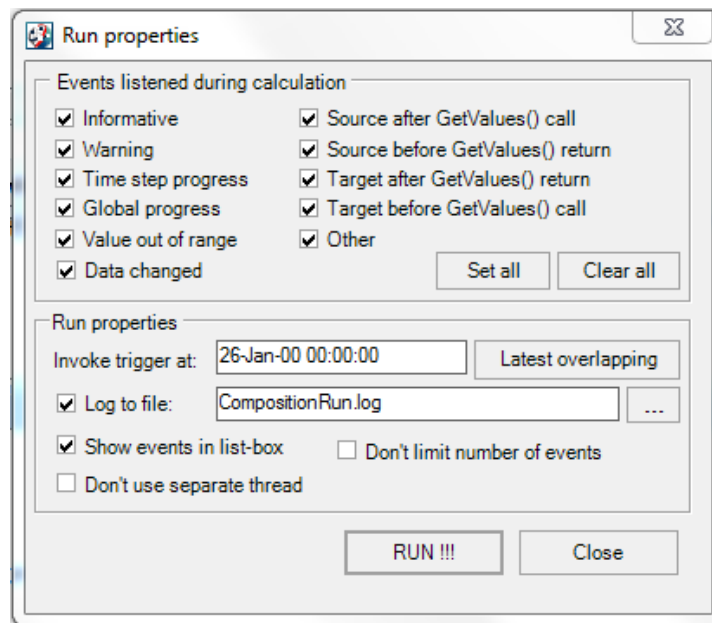 Run properties
Events listened during calculation
Informative
Source after GetValues() call
Warning
Source before GetValues() return
Time step progress
Target after GetValues() return
Global progress
Target before GetValues() call
Value out of range
Other
Data changed
Set all
Clear all
Run properties
Invoke trigger at:
26-Jan-00 00:00:00
Latest overlapping
Log to file:
CompositionRun.log
...
Show events in list-box
Don't limit number of events
Don't use separate thread
RUN !!!
Close